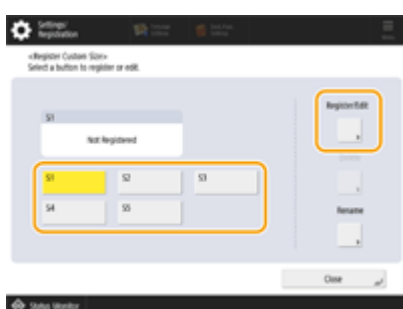 Settings/
Registration
<Register Custom Size>
Select a button to register or edit.
S1
Not Registered
Register/Edit
S1
S2
S3
Delete
S4
S5
Rename
Close
Status Monitor